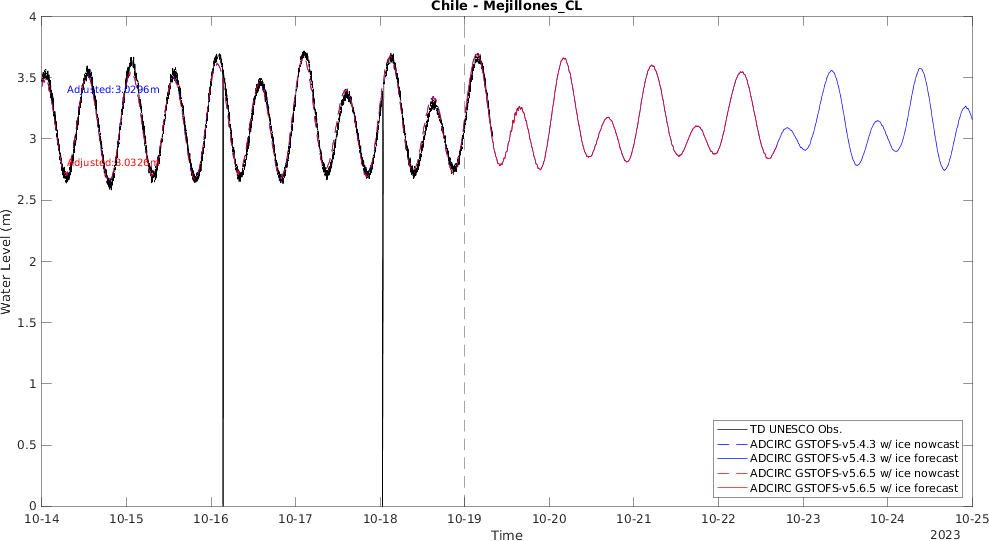 Chile - Mejillones_CL
4
3.5
3
2.5
2
1.5
1
0.5
0
Water Level (m)
Adjusted:3.0296m
Adjusted:3.0326m
10-14
10-15
10-16
10-17
10-18
10-19
10-20
10-21
10-22
10-23
10-24
10-25
Time
2023
TD UNESCO Obs.
ADCIRC GSTOFS-v5.4.3 w/ ice nowcast
ADCIRC GSTOFS-v5.4.3 w/ ice forecast
ADCIRC GSTOFS-v5.6.5 w/ ice nowcast
ADCIRC GSTOFS-v5.6.5 w/ ice forecast